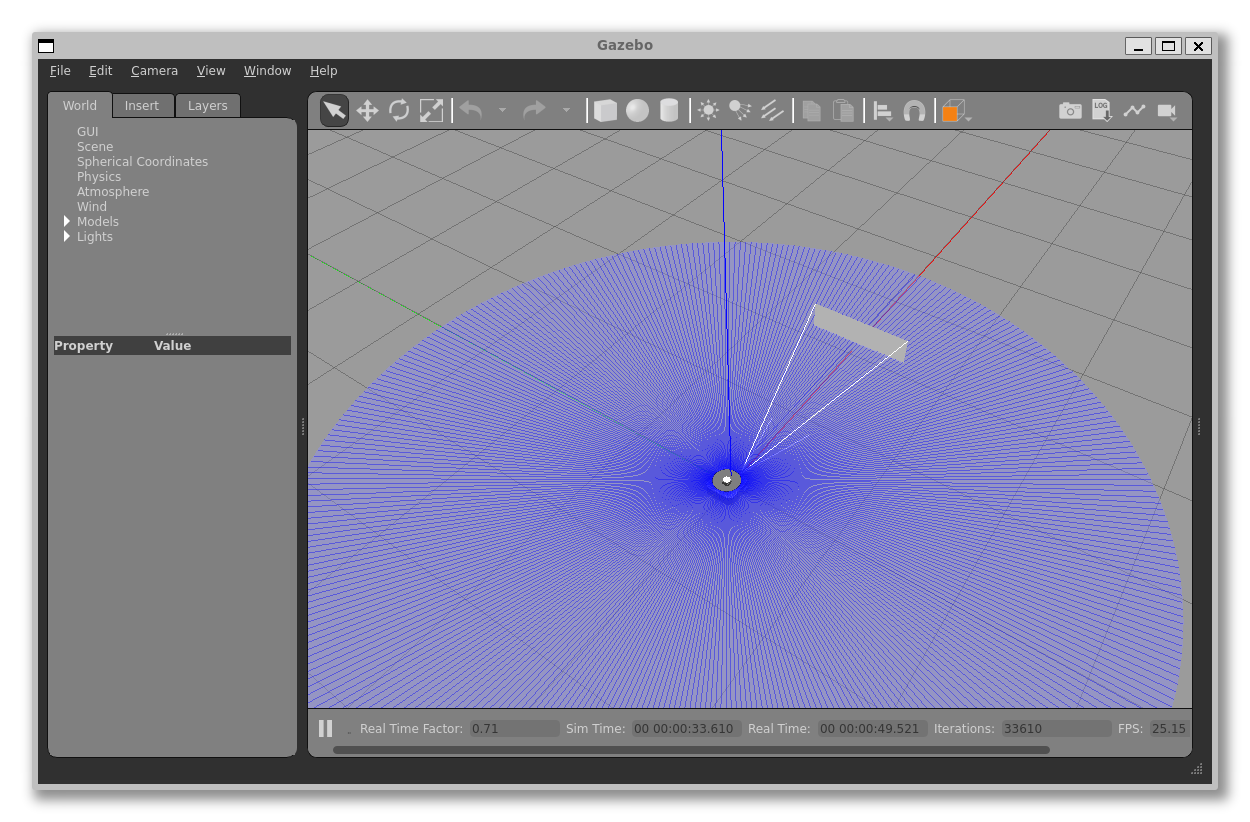 Gazebo
File Edit Camera View Window Help
World Insert Layers
LOG
GUI
Scene
Spherical Coordinates
Physics
Atmosphere
Wind
Models
Lights
Property Value
Real Time Factor: 0.71 Sim Time: 00 00:00:33.610 Real Time: 00 00:00:49.521 Iterations: 33610 FPS: 25.15